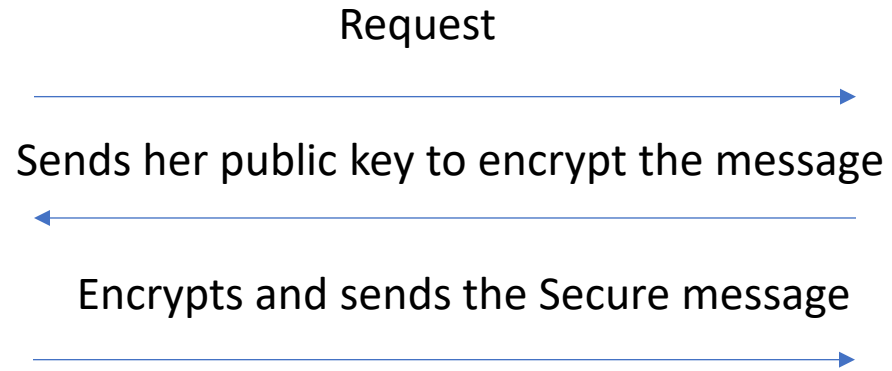 Request
Sends her public key to encrypt the message
Encrypts and sends the Secure message